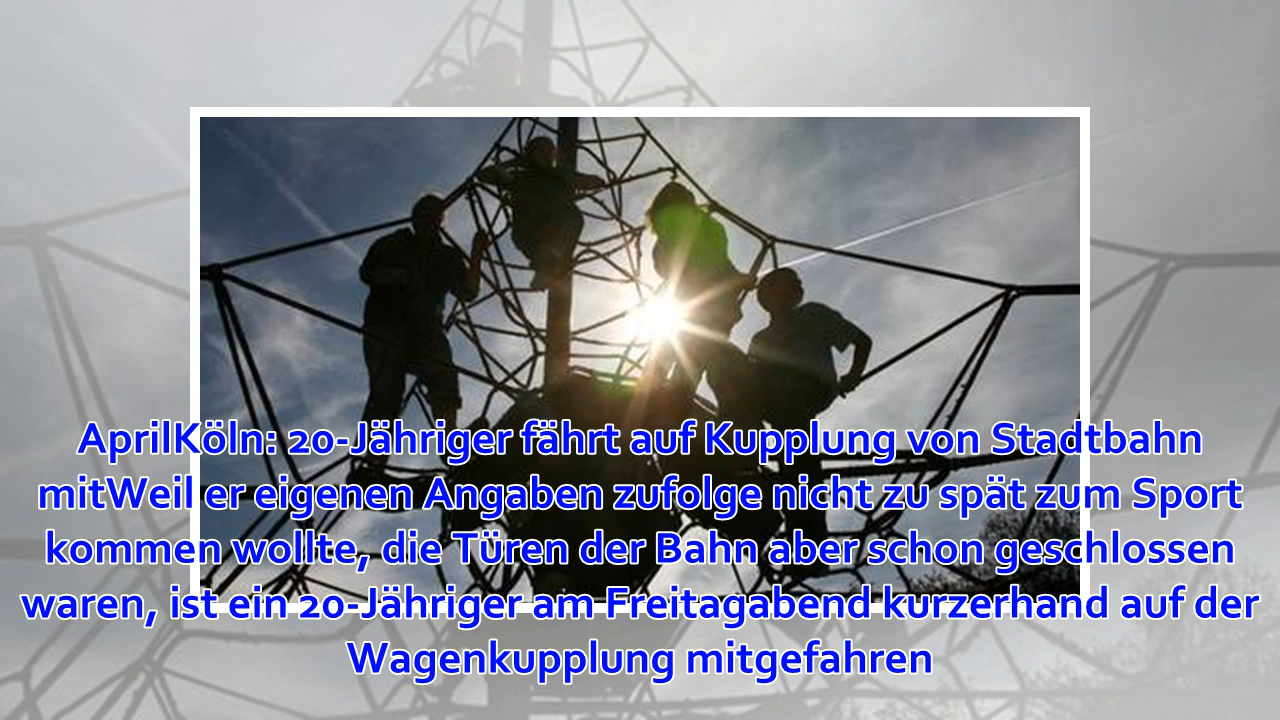 AprilKöln: 20-Jähriger fährt auf Kupplung von Stadtbahn
mitWeil er eigenen Angaben zufolge nicht zu spät zum Sport
kommen wollte, die Türen der Bahn aber schon geschlossen
waren, ist ein 20-Jähriger am Freitagabend kurzerhand auf der
Wagenkupplung mitgefahren